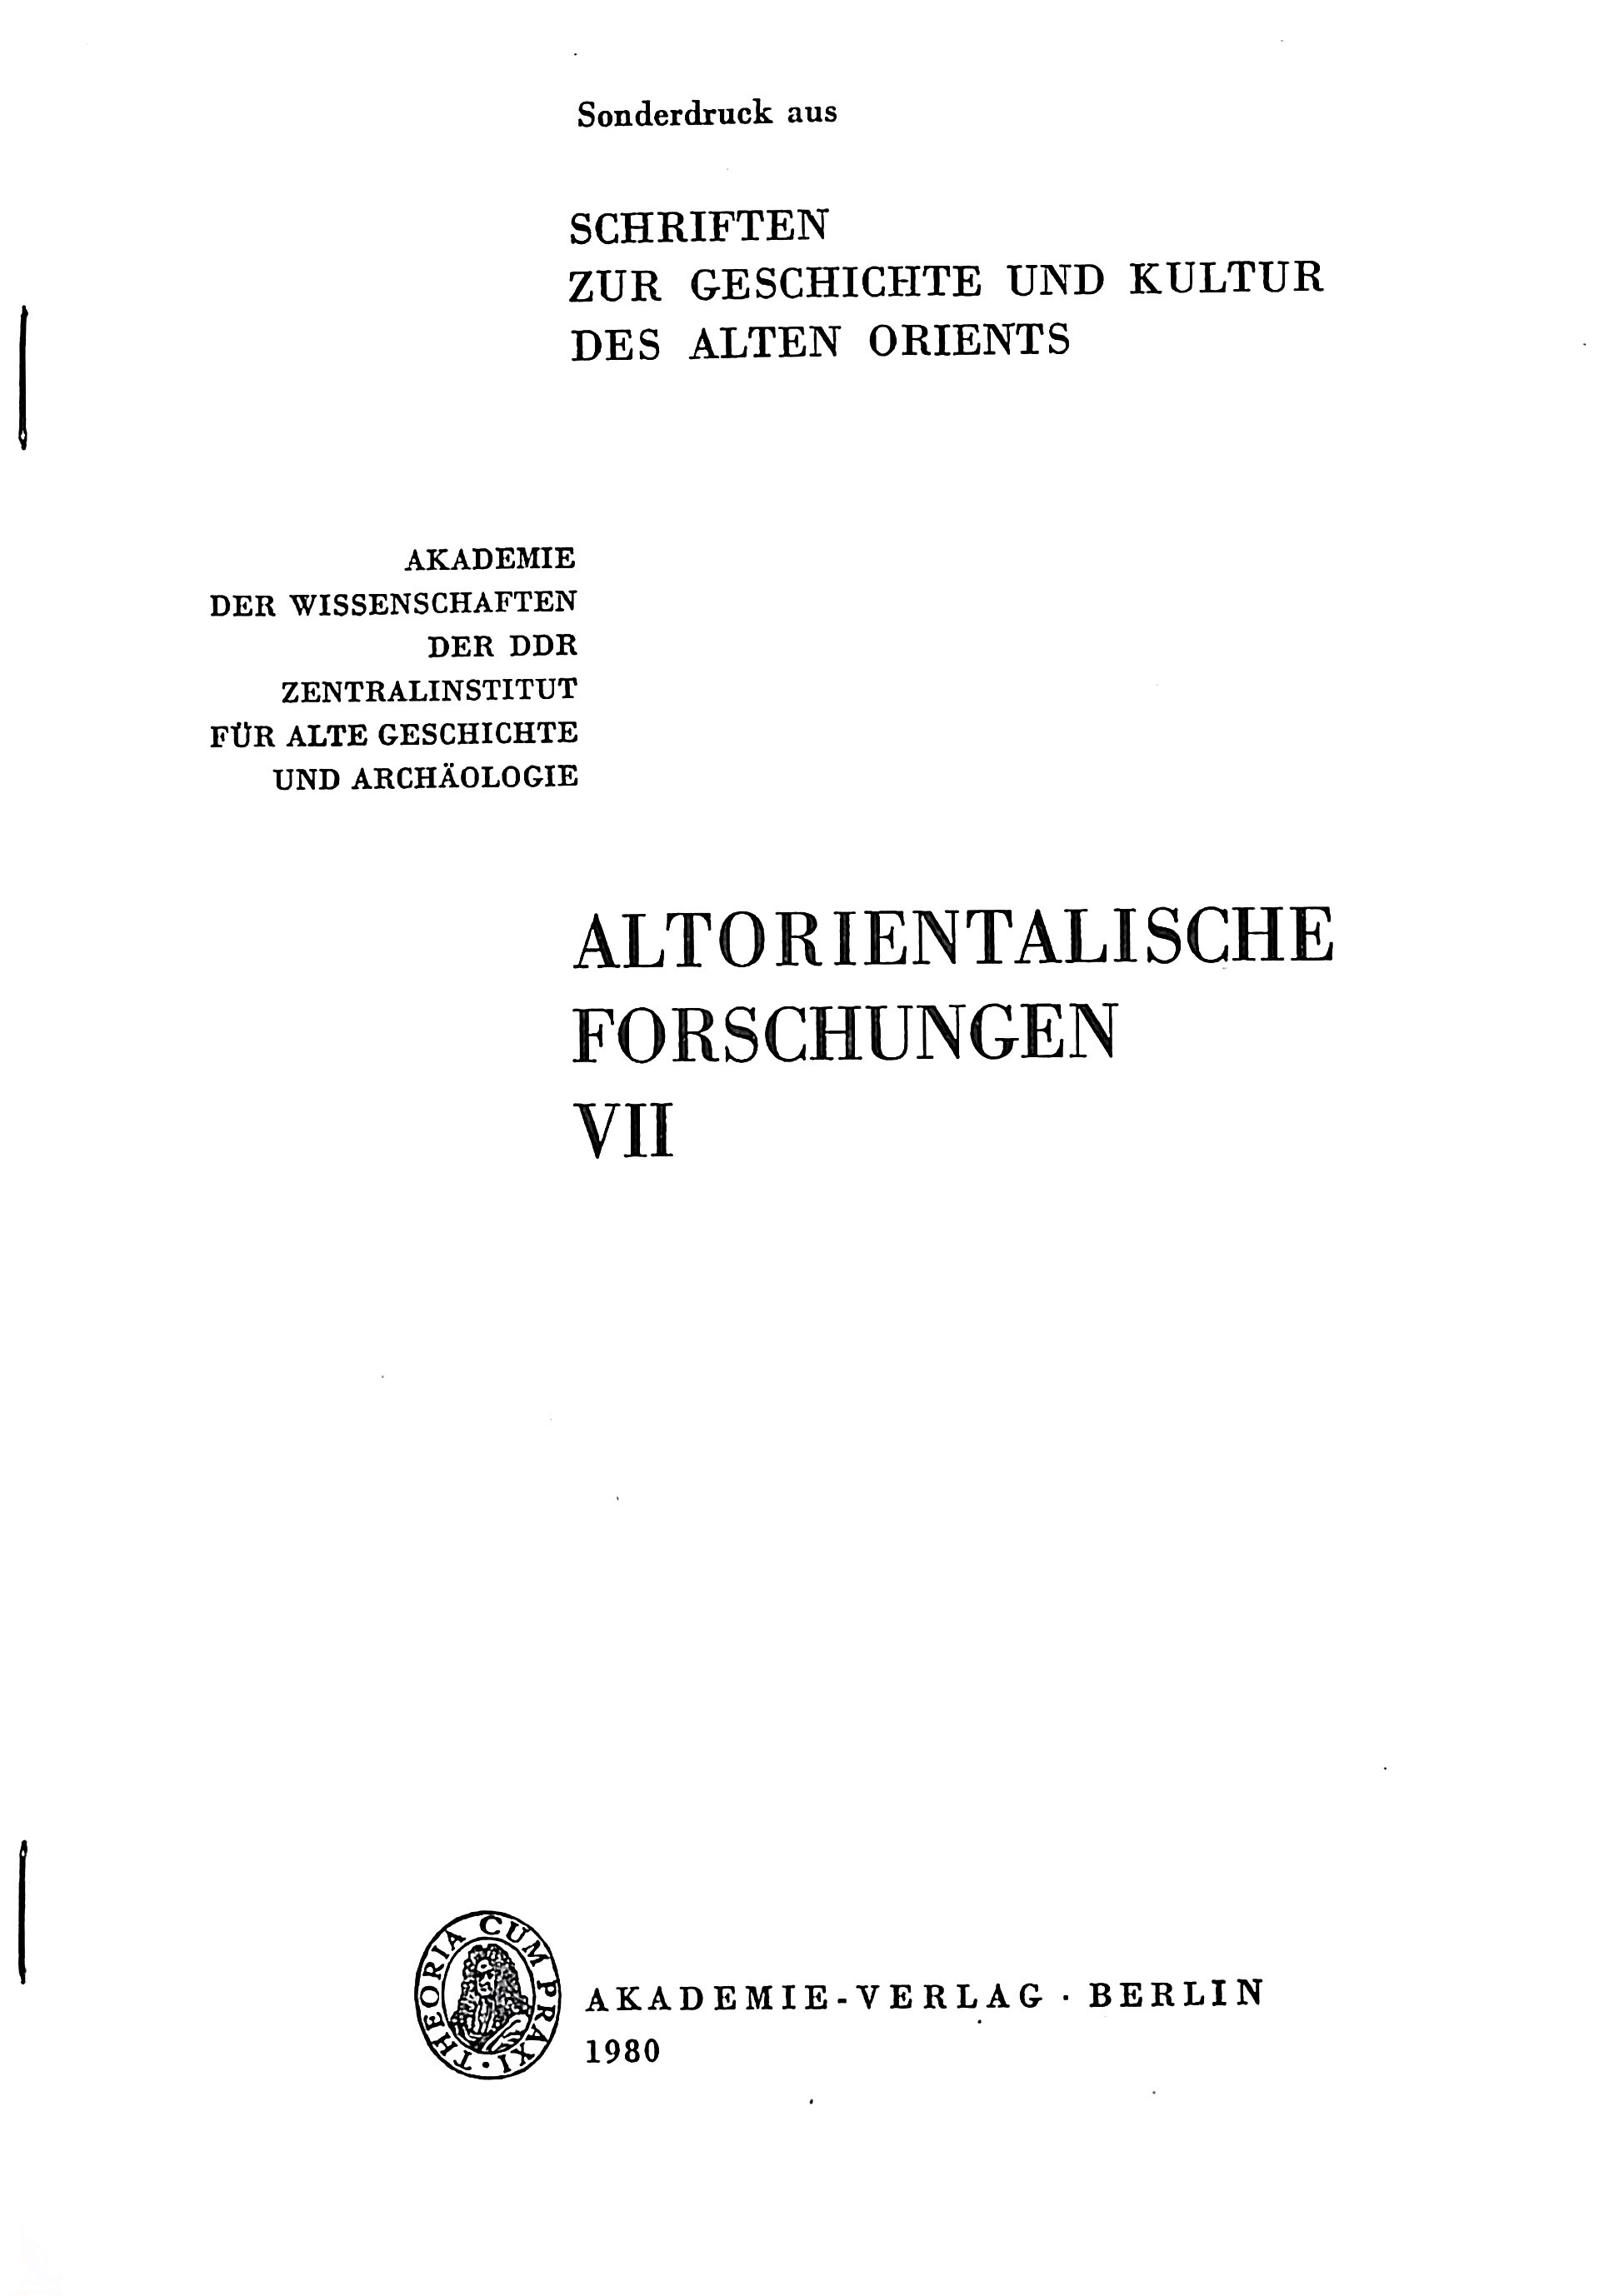 Sonderdruck aus
SCHRIFTEN
ZUR GESCHICHTE UND KULTUR
DES ALTEN ORIENTS
AKADEMIE
DER WISSENSCHAFTEN
DER DDR
ZENTRALINSTITUT
FÜR ALTE GESCHICHTE
UND ARCHÄOLOGIE
ALTORIENTALISCHE
FORSCHUNGEN
VII
THEORIA CUM PRAXI ·
AKADEMIE-VERLAG · BERLIN
1980